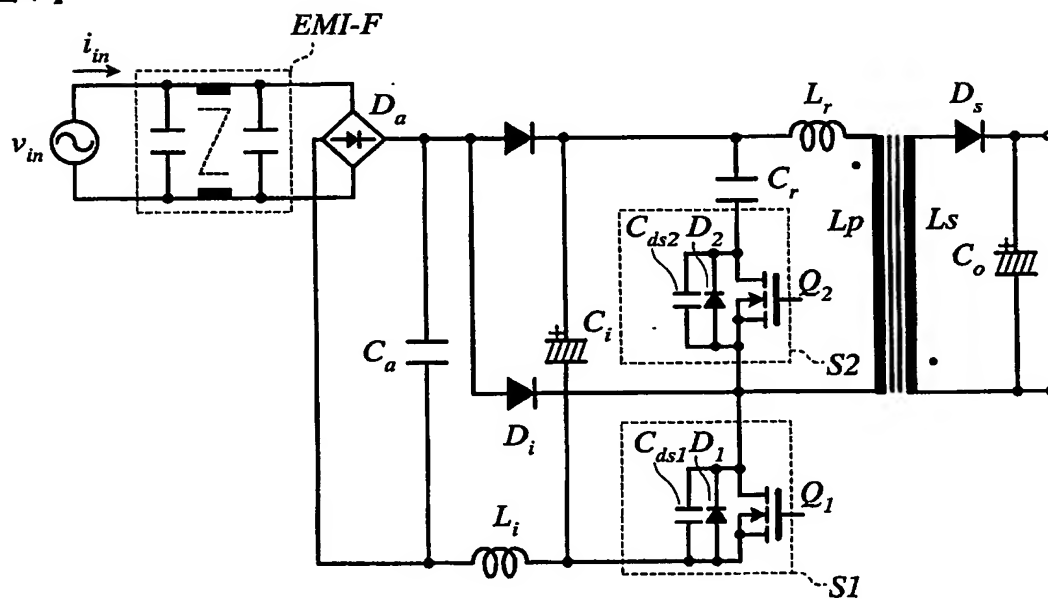 EMI-F
i_in
v_in
D_a
L_r
D_s
C_r
Lp
Ls
C_ds2
D_2
Q_2
C_o
C_a
C_i
S2
D_i
C_ds1
D_1
Q_1
L_i
S1